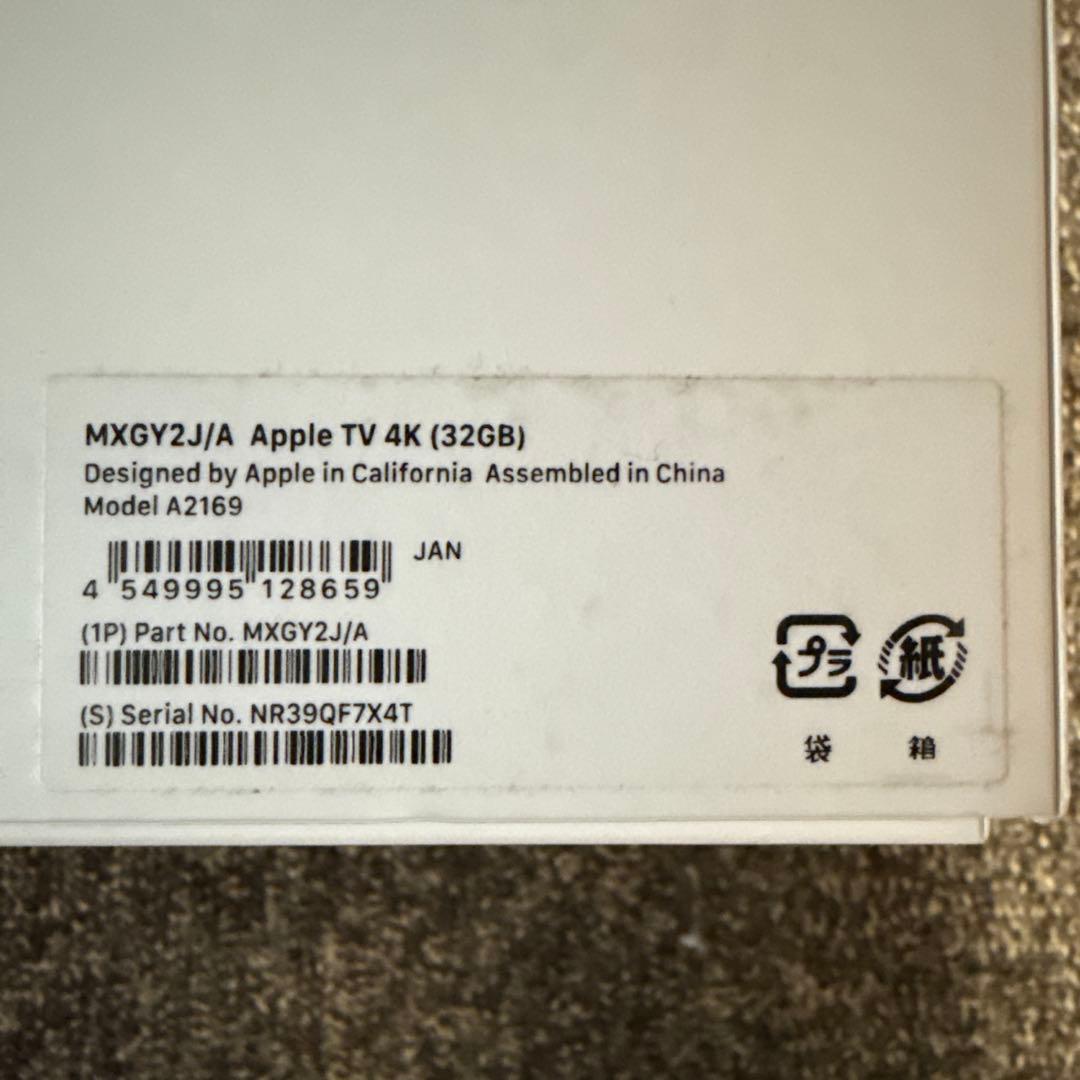 MXGY2J/A Apple TV 4K (32GB)
Designed by Apple in California Assembled in China
Model A2169
JAN
4 549995 128659
(1P) Part No. MXGY2J/A
(S) Serial No. NR39QF7X4T
プラ 紙
袋 箱